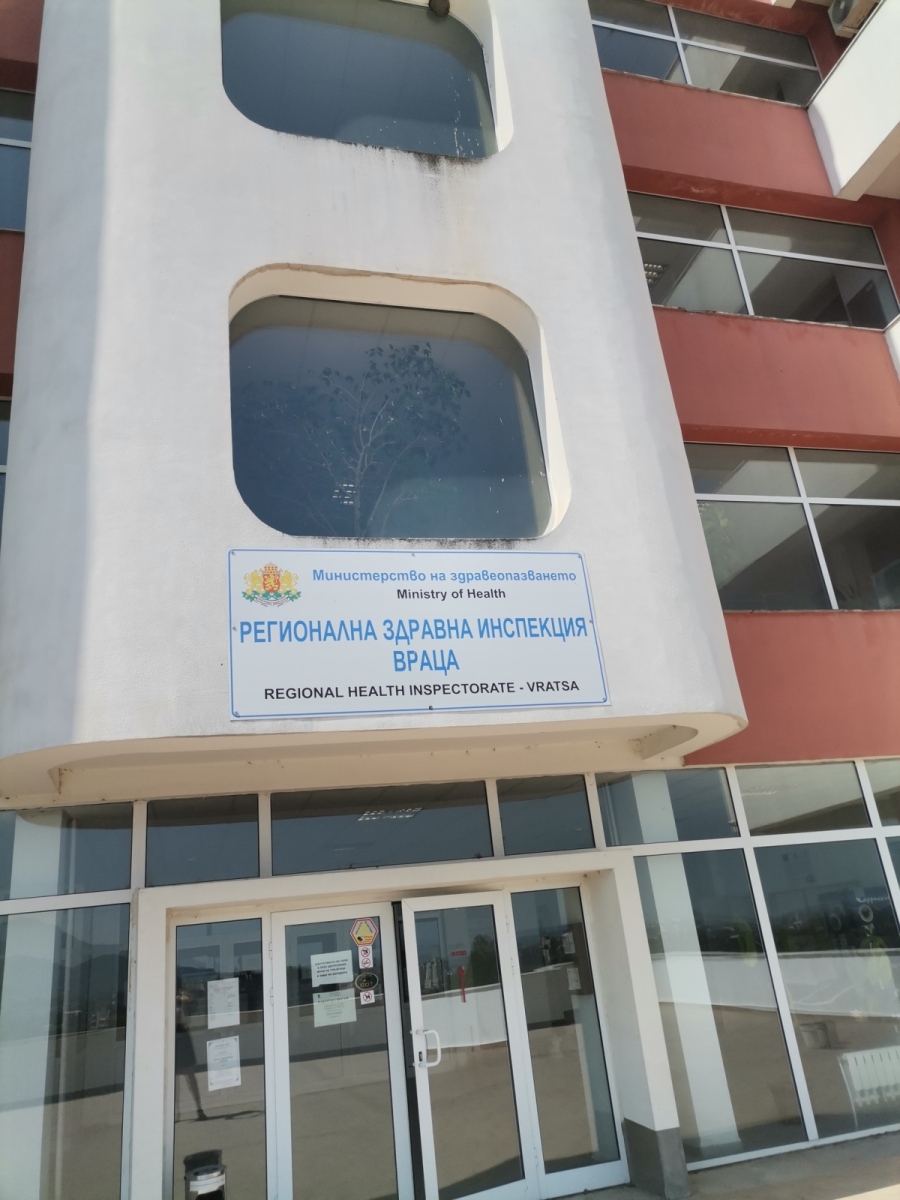 Министерство на здравеопазването
Ministry of Health
РЕГИОНАЛНА ЗДРАВНА ИНСПЕКЦИЯ
ВРАЦА
REGIONAL HEALTH INSPECTORATE - VRATSA